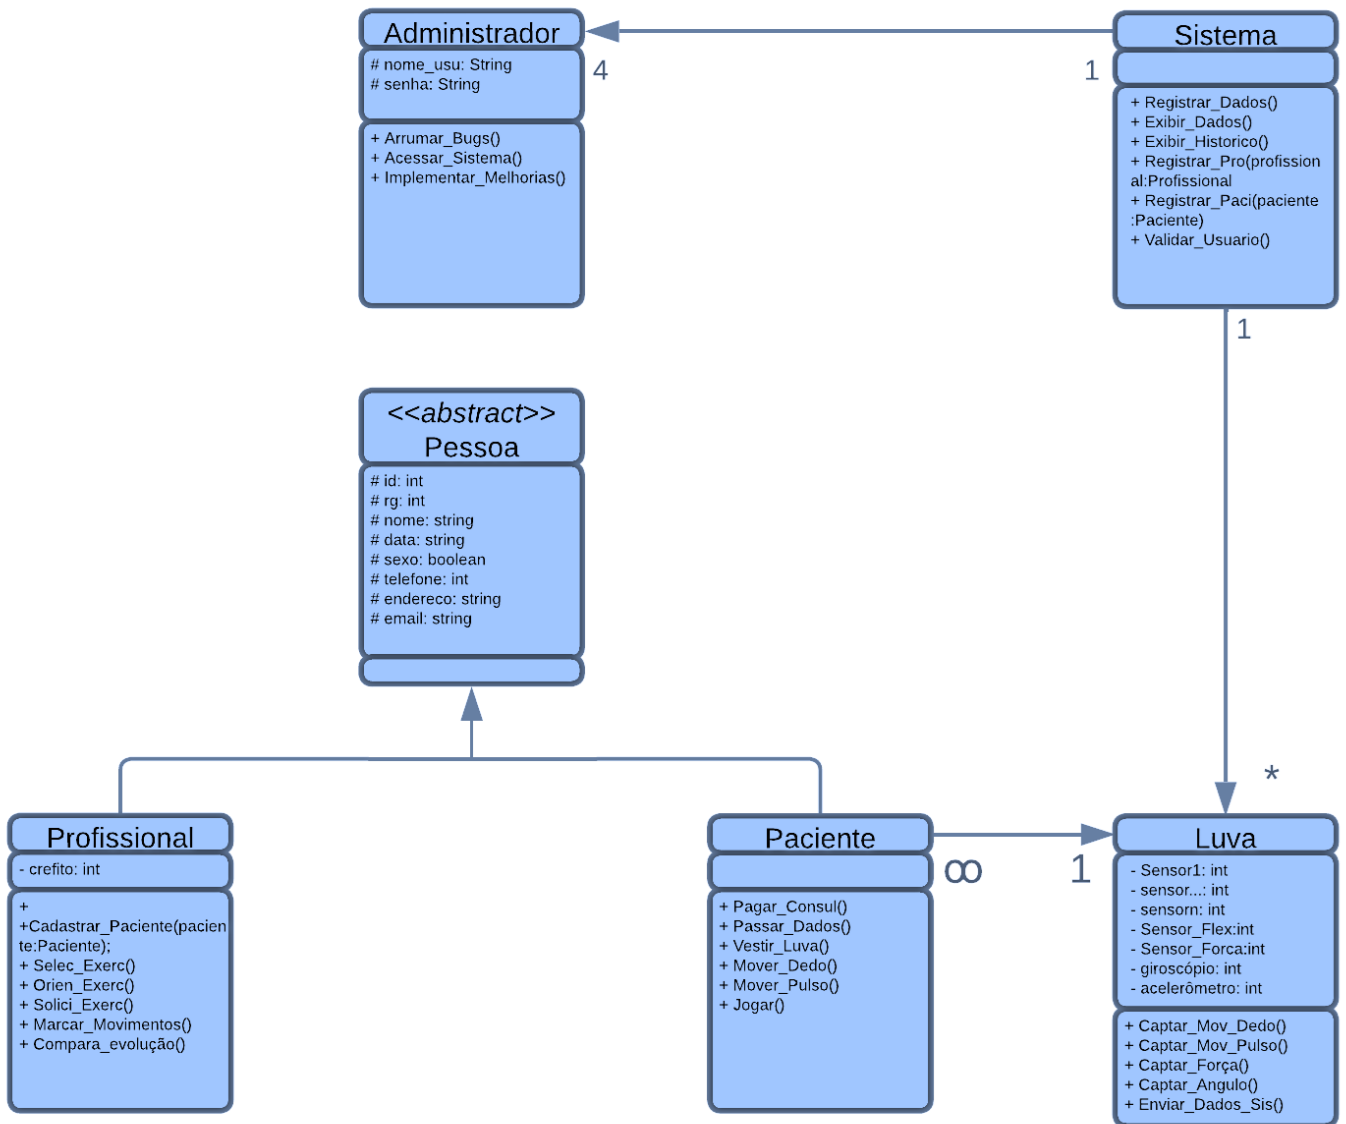 Administrador
# nome_usu: String
# senha: String
+ Arrumar_Bugs()
+ Acessar_Sistema()
+ Implementar_Melhorias()
4
1
Sistema
+ Registrar_Dados()
+ Exibir_Dados()
+ Exibir_Historico()
+ Registrar_Pro(profission
al:Profissional
+ Registrar_Paci(paciente
:Paciente)
+ Validar_Usuario()
1
*
<<abstract>>
Pessoa
# id: int
# rg: int
# nome: string
# data: string
# sexo: boolean
# telefone: int
# endereco: string
# email: string
Profissional
- crefito: int
+
+Cadastrar_Paciente(pacien
te:Paciente);
+ Selec_Exerc()
+ Orien_Exerc()
+ Solici_Exerc()
+ Marcar_Movimentos()
+ Compara_evolução()
Paciente
+ Pagar_Consul()
+ Passar_Dados()
+ Vestir_Luva()
+ Mover_Dedo()
+ Mover_Pulso()
+ Jogar()
∞
1
Luva
- Sensor1: int
- sensor...: int
- sensorn: int
- Sensor_Flex:int
- Sensor_Forca:int
- giroscópio: int
- acelerômetro: int
+ Captar_Mov_Dedo()
+ Captar_Mov_Pulso()
+ Captar_Força()
+ Captar_Angulo()
+ Enviar_Dados_Sis()